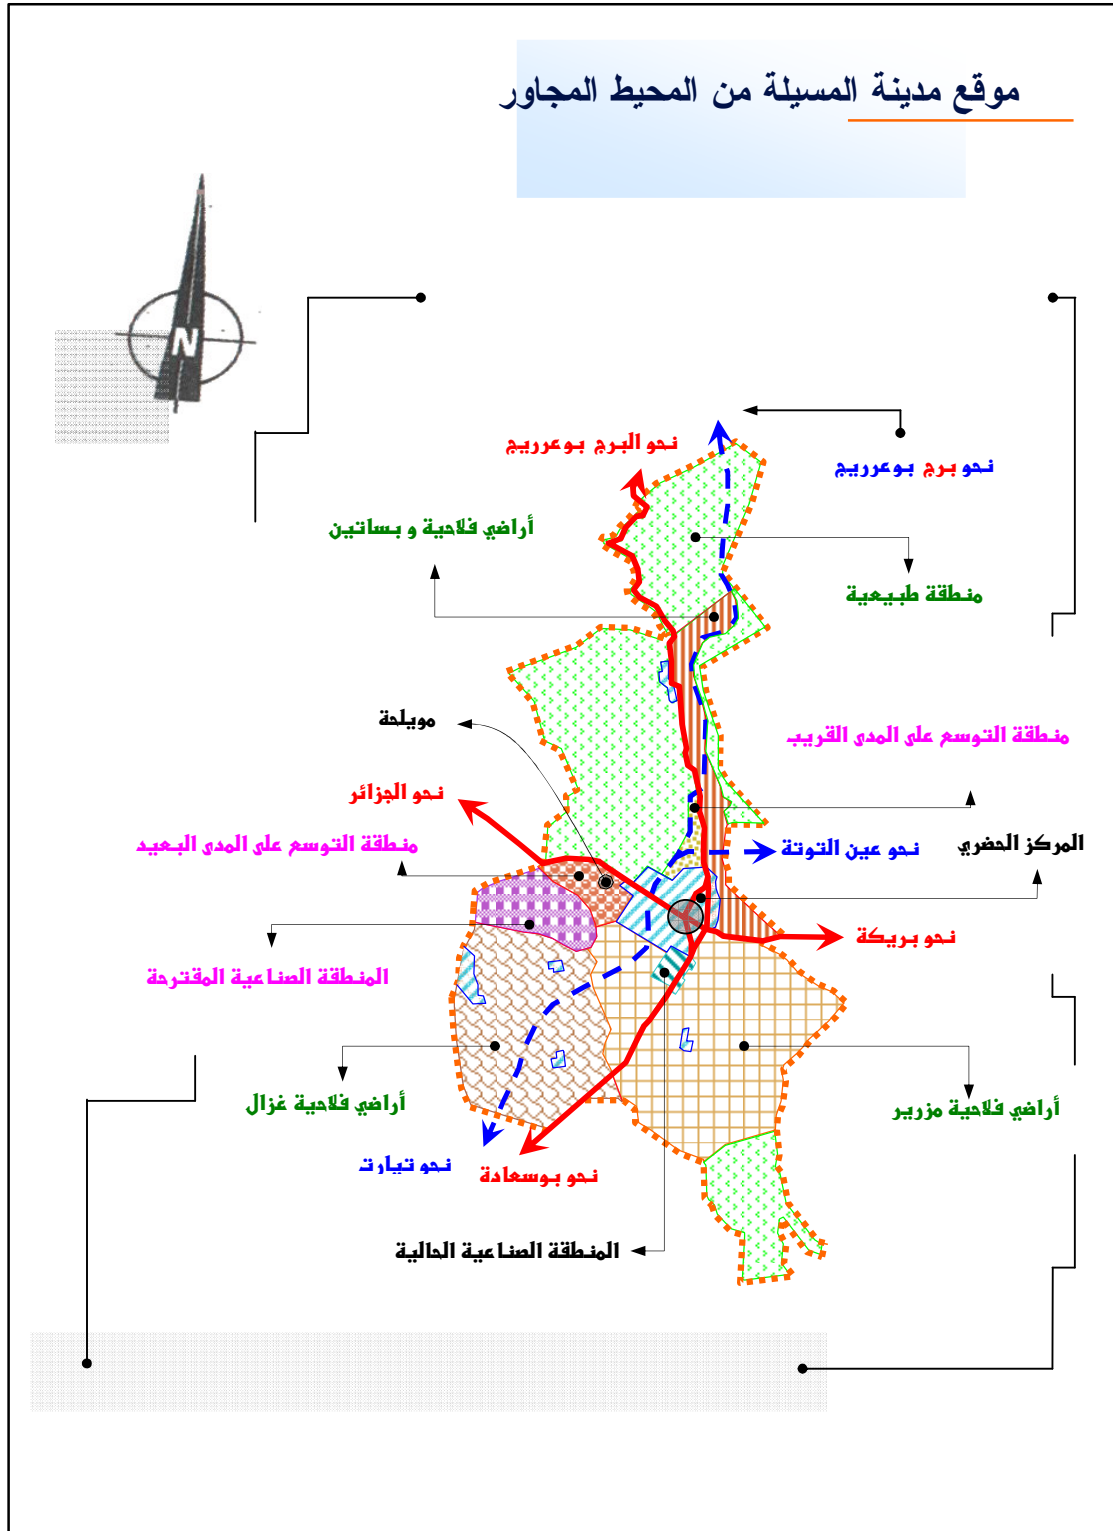 موقع مدينة المسيلة من المحيط المجاور
N
نحو البرج بوعرريج
نحو برج بوعرريج
أراضي فلاحية و بساتين
منطقة طبيعية
مويلحة
منطقة التوسع على المدى القريب
نحو الجزائر
منطقة التوسع على المدى البعيد
نحو عين التوتة
المركز الحضري
نحو بريكة
المنطقة الصناعية المقترحة
أراضي فلاحية غزال
أراضي فلاحية مزرير
نحو تيارت
نحو بوسعادة
المنطقة الصناعية الحالية